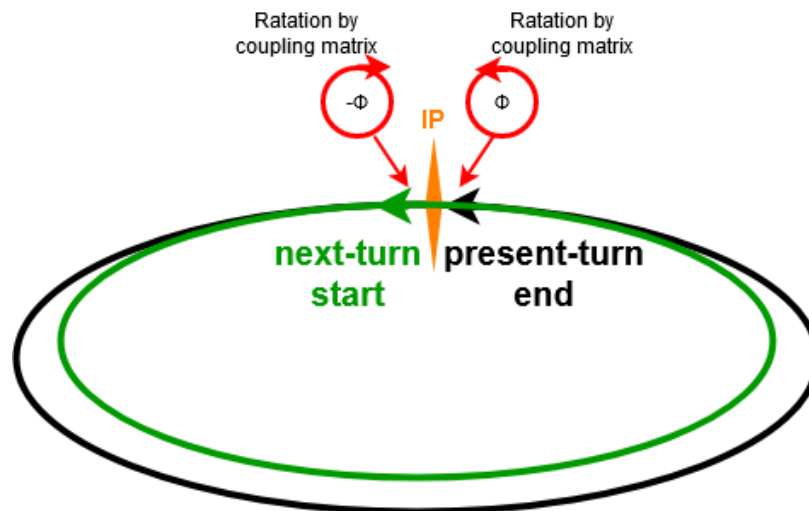 Ratation by
coupling matrix
Ratation by
coupling matrix
-Φ
Φ
IP
next-turn
start
present-turn
end